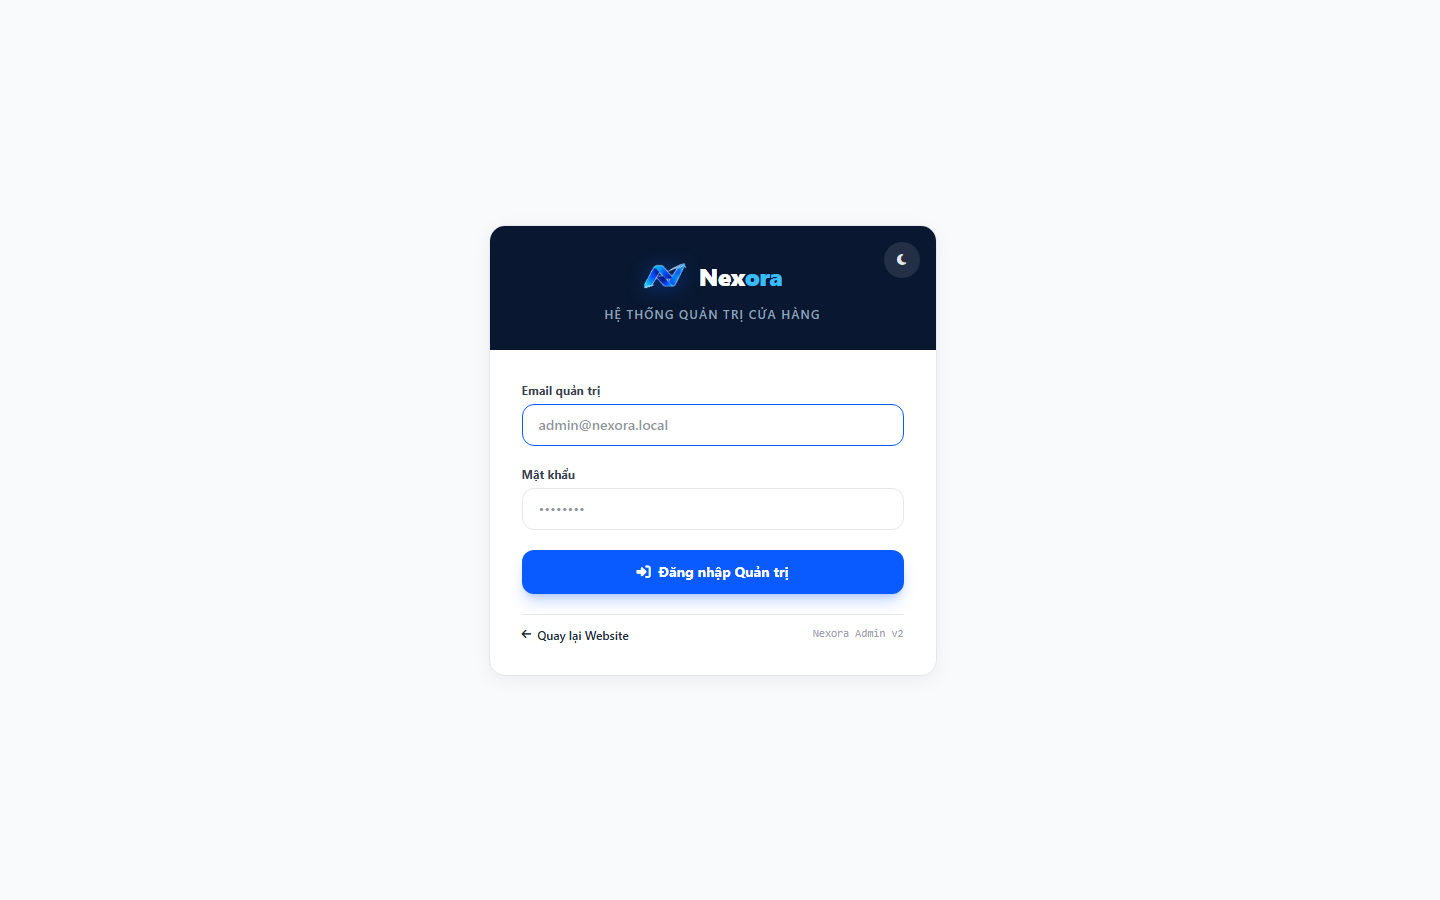 Nexora
HỆ THỐNG QUẢN TRỊ CỬA HÀNG
Email quản trị
admin@nexora.local
Mật khẩu
••••••••
Đăng nhập Quản trị
Quay lại Website
Nexora Admin v2